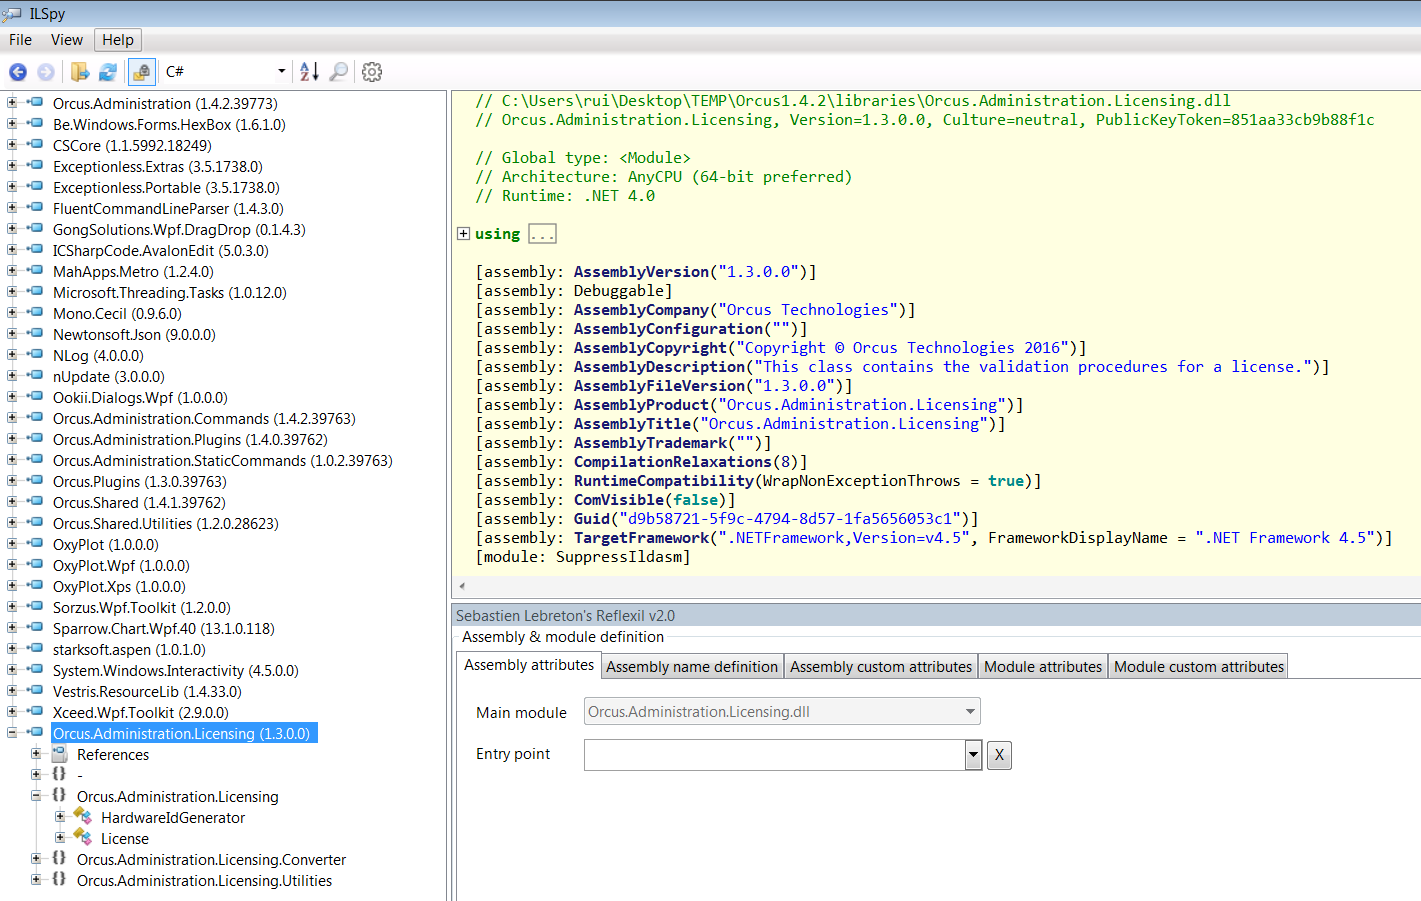 ILSpy
File View Help
C#
Orcus.Administration (1.4.2.39773)
Be.Windows.Forms.HexBox (1.6.1.0)
CSCore (1.1.5992.18249)
Exceptionless.Extras (3.5.1738.0)
Exceptionless.Portable (3.5.1738.0)
FluentCommandLineParser (1.4.3.0)
GongSolutions.Wpf.DragDrop (0.1.4.3)
ICSharpCode.AvalonEdit (5.0.3.0)
MahApps.Metro (1.2.4.0)
Microsoft.Threading.Tasks (1.0.12.0)
Mono.Cecil (0.9.6.0)
Newtonsoft.Json (9.0.0.0)
NLog (4.0.0.0)
nUpdate (3.0.0.0)
Ookii.Dialogs.Wpf (1.0.0.0)
Orcus.Administration.Commands (1.4.2.39763)
Orcus.Administration.Plugins (1.4.0.39762)
Orcus.Administration.StaticCommands (1.0.2.39763)
Orcus.Plugins (1.3.0.39763)
Orcus.Shared (1.4.1.39762)
Orcus.Shared.Utilities (1.2.0.28623)
OxyPlot (1.0.0.0)
OxyPlot.Wpf (1.0.0.0)
OxyPlot.Xps (1.0.0.0)
Sorzus.Wpf.Toolkit (1.2.0.0)
Sparrow.Chart.Wpf.40 (13.1.0.118)
starksoft.aspen (1.0.1.0)
System.Windows.Interactivity (4.5.0.0)
Vestris.ResourceLib (1.4.33.0)
Xceed.Wpf.Toolkit (2.9.0.0)
Orcus.Administration.Licensing (1.3.0.0)
References
-
Orcus.Administration.Licensing
HardwareIdGenerator
License
Orcus.Administration.Licensing.Converter
Orcus.Administration.Licensing.Utilities
// C:\Users\rui\Desktop\TEMP\Orcus1.4.2\libraries\Orcus.Administration.Licensing.dll
// Orcus.Administration.Licensing, Version=1.3.0.0, Culture=neutral, PublicKeyToken=851aa33cb9b88f1c
// Global type: <Module>
// Architecture: AnyCPU (64-bit preferred)
// Runtime: .NET 4.0
using ...
[assembly: AssemblyVersion("1.3.0.0")]
[assembly: Debuggable]
[assembly: AssemblyCompany("Orcus Technologies")]
[assembly: AssemblyConfiguration("")]
[assembly: AssemblyCopyright("Copyright © Orcus Technologies 2016")]
[assembly: AssemblyDescription("This class contains the validation procedures for a license.")]
[assembly: AssemblyFileVersion("1.3.0.0")]
[assembly: AssemblyProduct("Orcus.Administration.Licensing")]
[assembly: AssemblyTitle("Orcus.Administration.Licensing")]
[assembly: AssemblyTrademark("")]
[assembly: CompilationRelaxations(8)]
[assembly: RuntimeCompatibility(WrapNonExceptionThrows = true)]
[assembly: ComVisible(false)]
[assembly: Guid("d9b58721-5f9c-4794-8d57-1fa5656053c1")]
[assembly: TargetFramework(".NETFramework,Version=v4.5", FrameworkDisplayName = ".NET Framework 4.5")]
[module: SuppressIldasm]
Sebastien Lebreton's Reflexil v2.0
Assembly & module definition
Assembly attributes Assembly name definition Assembly custom attributes Module attributes Module custom attributes
Main module Orcus.Administration.Licensing.dll
Entry point X